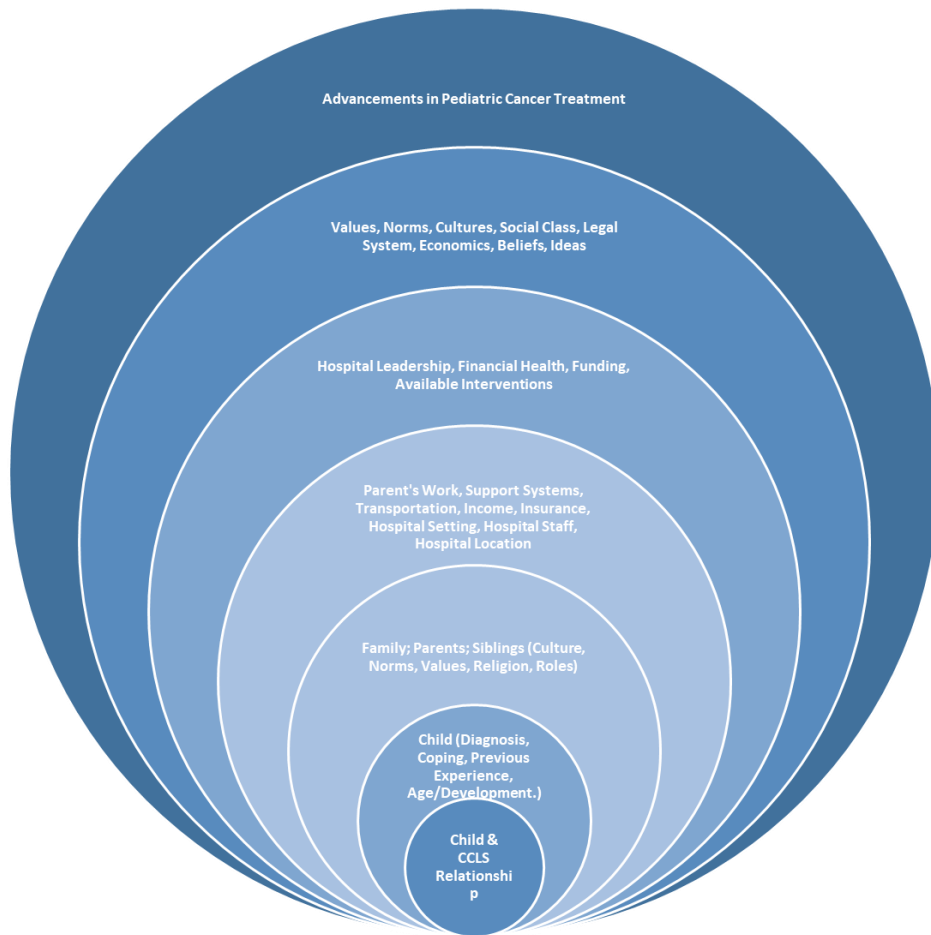 Advancements in Pediatric Cancer Treatment
Values, Norms, Cultures, Social Class, Legal
System, Economics, Beliefs, Ideas
Hospital Leadership, Financial Health, Funding,
Available Interventions
Parent's Work, Support Systems,
Transportation, Income, Insurance,
Hospital Setting, Hospital Staff,
Hospital Location
Family; Parents; Siblings (Culture,
Norms, Values, Religion, Roles)
Child (Diagnosis,
Coping, Previous
Experience,
Age/Development.)
Child &
CCLS
Relationshi
p